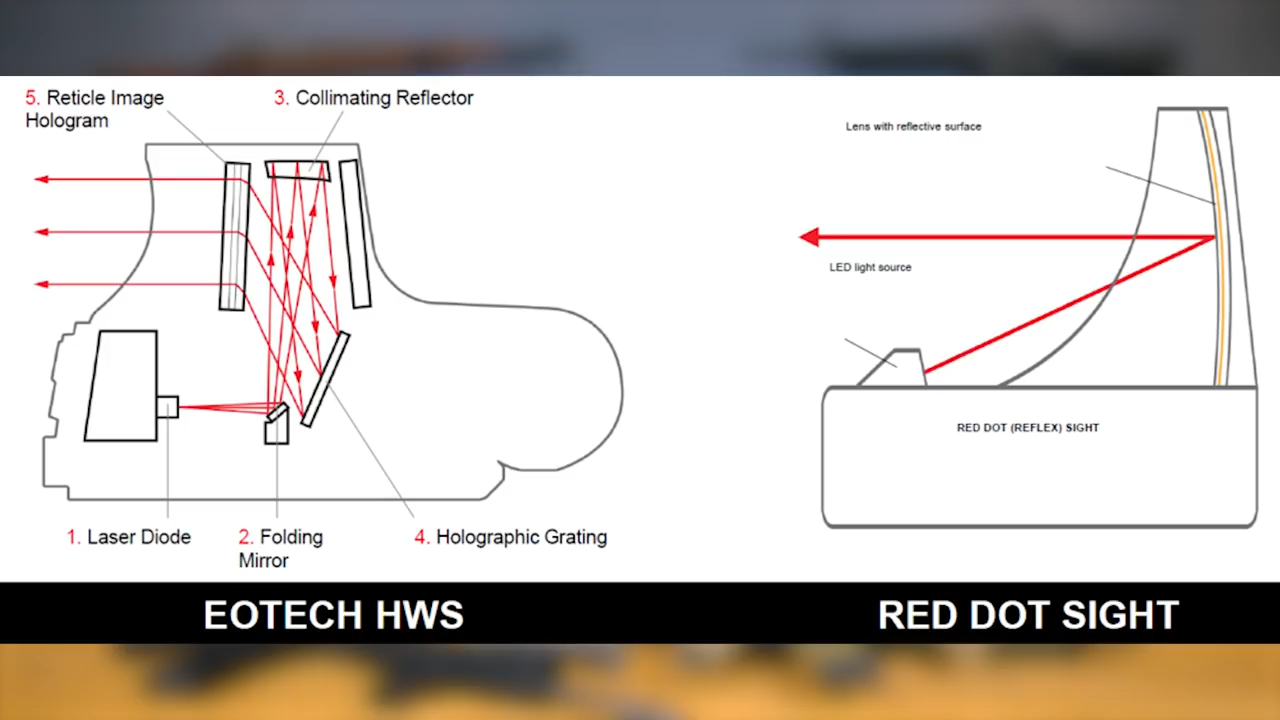 5. Reticle Image
Hologram
3. Collimating Reflector
1. Laser Diode
2. Folding
Mirror
4. Holographic Grating
EOTECH HWS
Lens with reflective surface
LED light source
RED DOT (REFLEX) SIGHT
RED DOT SIGHT